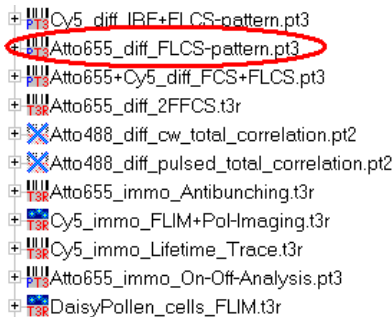 Cy5_diff_IRF+FLCS-pattern.pt3
Atto655_diff_FLCS-pattern.pt3
Atto655+Cy5_diff_FCS+FLCS.pt3
Atto655_diff_2FFCS.t3r
Atto488_diff_cw_total_correlation.pt2
Atto488_diff_pulsed_total_correlation.pt2
Atto655_immo_Antibunching.t3r
Cy5_immo_FLIM+Pol-Imaging.t3r
Cy5_immo_Lifetime_Trace.t3r
Atto655_immo_On-Off-Analysis.pt3
DaisyPollen_cells_FLIM.t3r